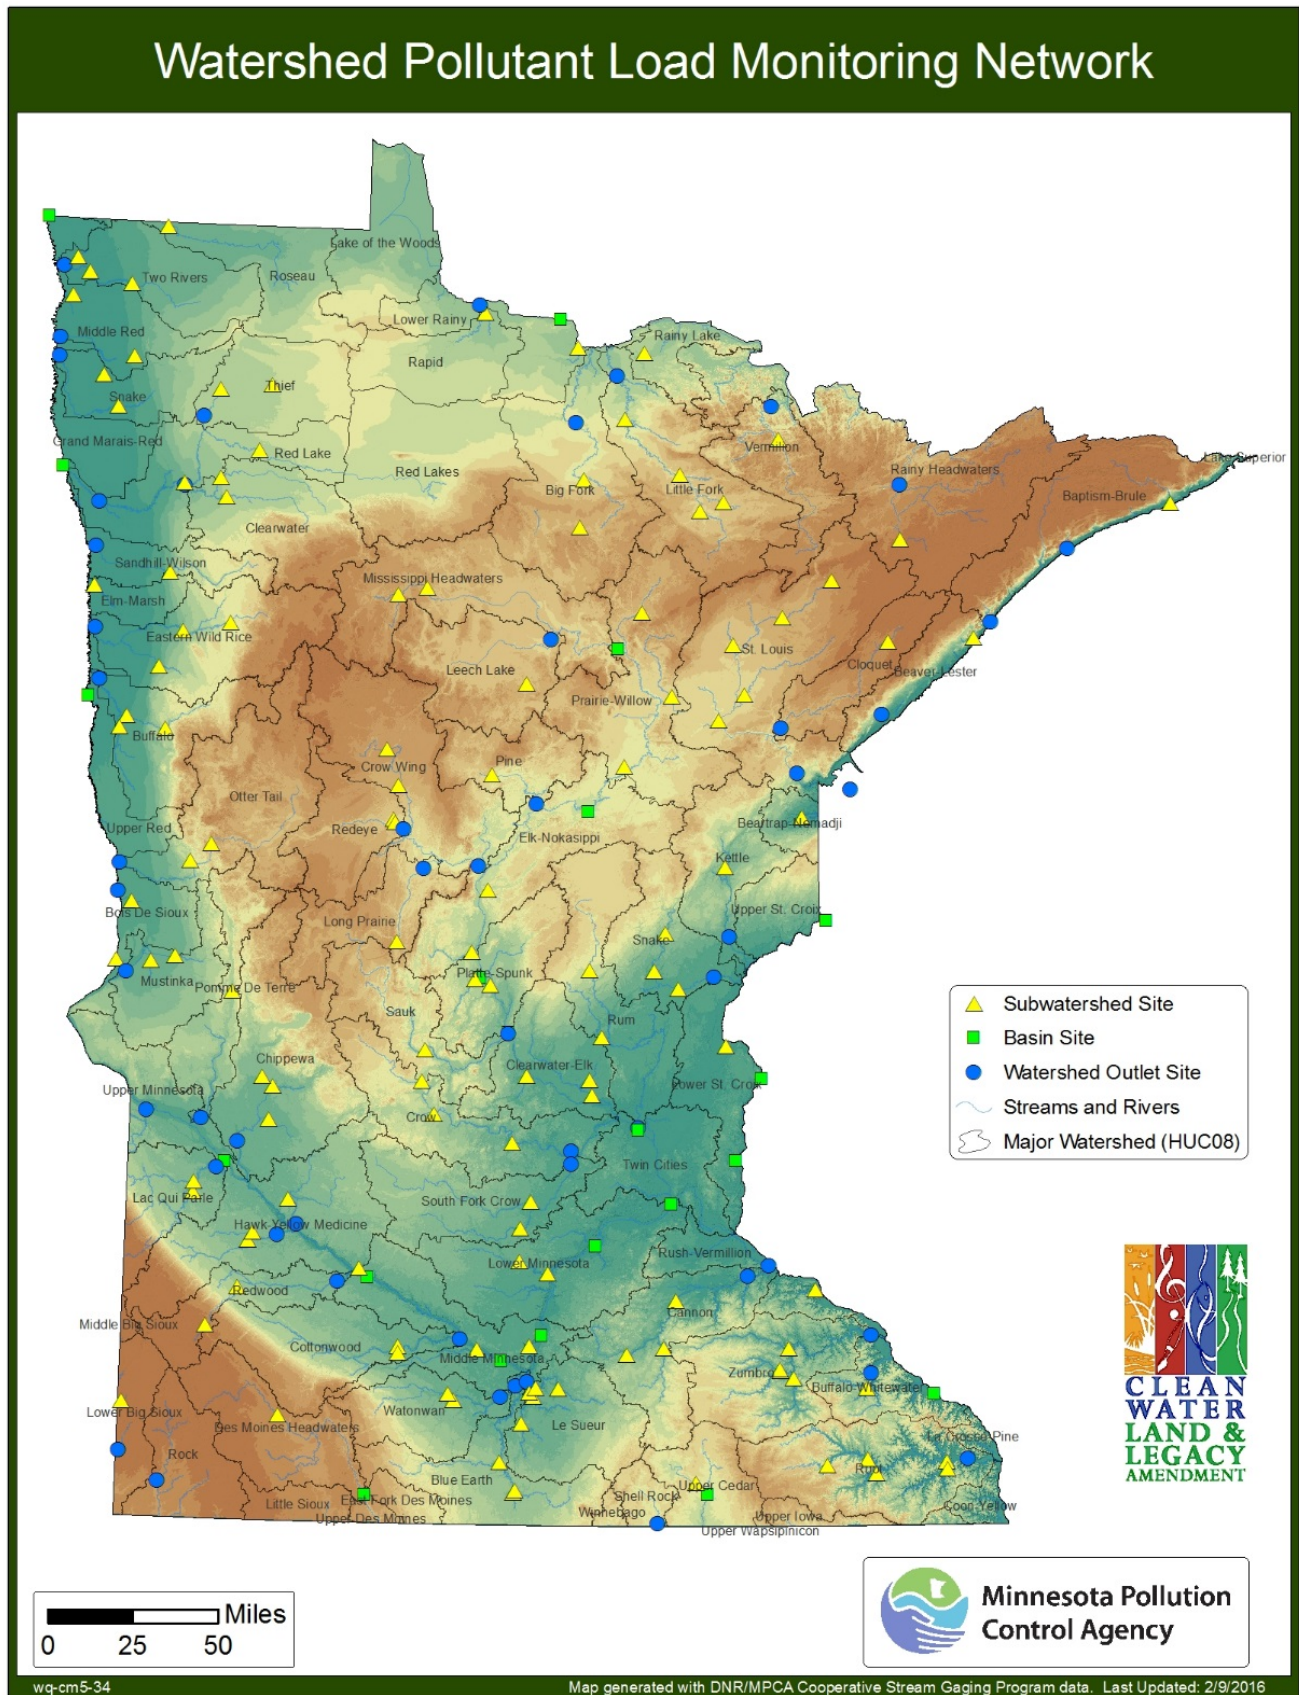 Watershed Pollutant Load Monitoring Network
Lake of the Woods
Two Rivers
Roseau
Lower Rainy
Middle Red
Rainy Lake
Rapid
Thief
Snake
Grand Marais-Red
Red Lake
Vermilion
Lake Superior
Red Lakes
Rainy Headwaters
Big Fork
Little Fork
Baptism-Brule
Clearwater
Sandhill-Wilson
Mississippi Headwaters
Elm-Marsh
Eastern Wild Rice
St. Louis
Leech Lake
Cloquet
Beaver-Lester
Prairie-Willow
Buffalo
Pine
Crow Wing
Otter Tail
Upper Red
Redeye
Elk-Nokasippi
Beartrap-Nemadji
Kettle
Bois De Sioux
Upper St. Croix
Long Prairie
Snake
Platte-Spunk
Mustinka
Pomme De Terre
Sauk
Rum
Chippewa
Clearwater-Elk
Upper Minnesota
Lower St. Croix
Crow
Twin Cities
Lac Qui Parle
South Fork Crow
Hawk-Yellow Medicine
Rush-Vermillion
Lower Minnesota
Redwood
Cannon
Middle Big Sioux
Cottonwood
Middle Minnesota
Zumbro
Buffalo-Whitewater
Lower Big Sioux
Watonwan
Des Moines Headwaters
Le Sueur
La Crosse-Pine
Rock
Root
Blue Earth
Upper Cedar
Shell Rock
Little Sioux
East Fork Des Moines
Coon-Yellow
Winnebago
Upper Iowa
Upper Des Moines
Upper Wapsipinicon
Subwatershed Site
Basin Site
Watershed Outlet Site
Streams and Rivers
Major Watershed (HUC08)
CLEAN
WATER
LAND &
LEGACY
AMENDMENT
Miles
0 25 50
Minnesota Pollution
Control Agency
wq-cm5-34
Map generated with DNR/MPCA Cooperative Stream Gaging Program data. Last Updated: 2/9/2016